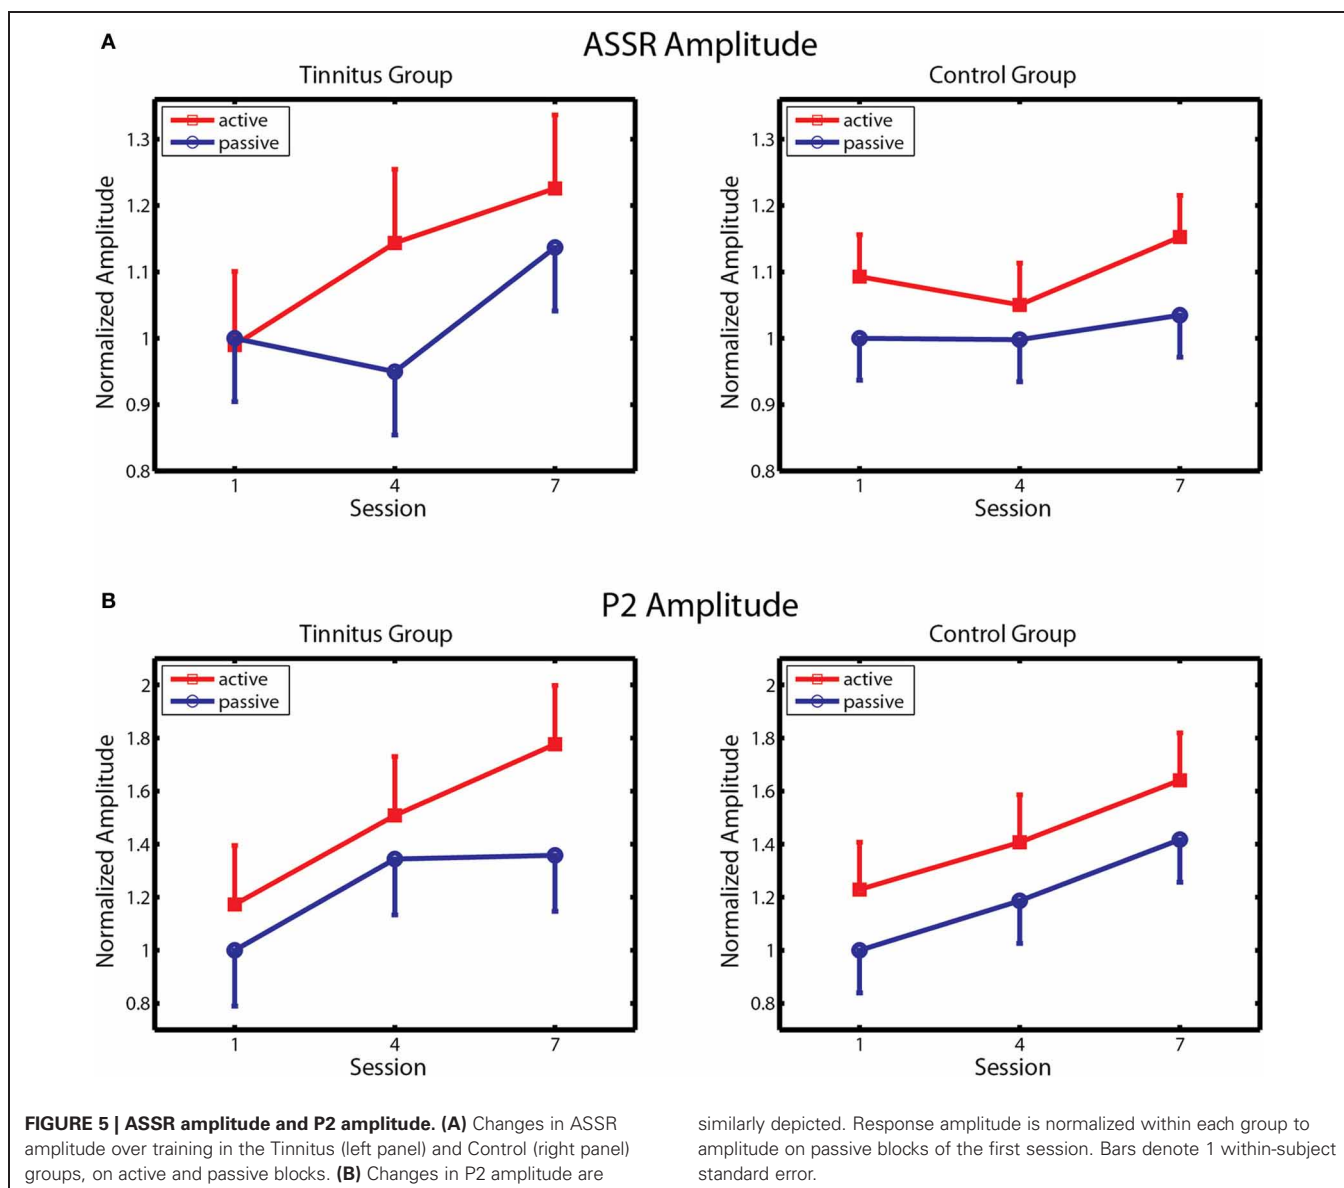 A
ASSR Amplitude
Tinnitus Group
active
passive
1.3
1.2
1.1
1
0.9
0.8
Normalized Amplitude
1 4 7
Session
Control Group
active
passive
1.3
1.2
1.1
1
0.9
0.8
Normalized Amplitude
1 4 7
Session
B
P2 Amplitude
Tinnitus Group
active
passive
2
1.8
1.6
1.4
1.2
1
0.8
Normalized Amplitude
1 4 7
Session
Control Group
active
passive
2
1.8
1.6
1.4
1.2
1
0.8
Normalized Amplitude
1 4 7
Session
FIGURE 5 | ASSR amplitude and P2 amplitude. (A) Changes in ASSR
amplitude over training in the Tinnitus (left panel) and Control (right panel)
groups, on active and passive blocks. (B) Changes in P2 amplitude are
similarly depicted. Response amplitude is normalized within each group to
amplitude on passive blocks of the first session. Bars denote 1 within-subject
standard error.